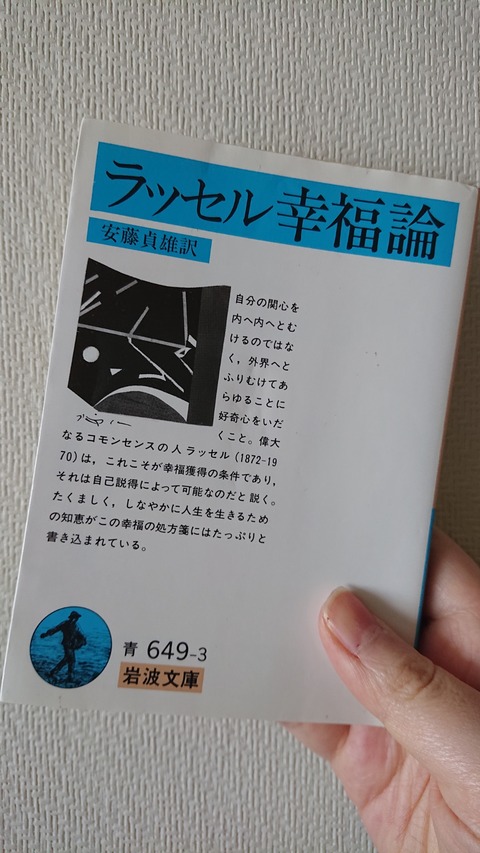 ラッセル幸福論
安藤貞雄訳
自分の関心を
内へ内へとむ
けるのではな
く，外界へと
ふりむけてあ
らゆることに
好奇心をいだ
くこと。偉大
なるコモンセンスの人ラッセル（1872-19
70）は，これこそが幸福獲得の条件であり，
それは自己説得によって可能なのだと説く。
たくましく，しなやかに人生を生きるため
の知恵がこの幸福の処方箋にはたっぷりと
書き込まれている。
青 649-3
岩波文庫